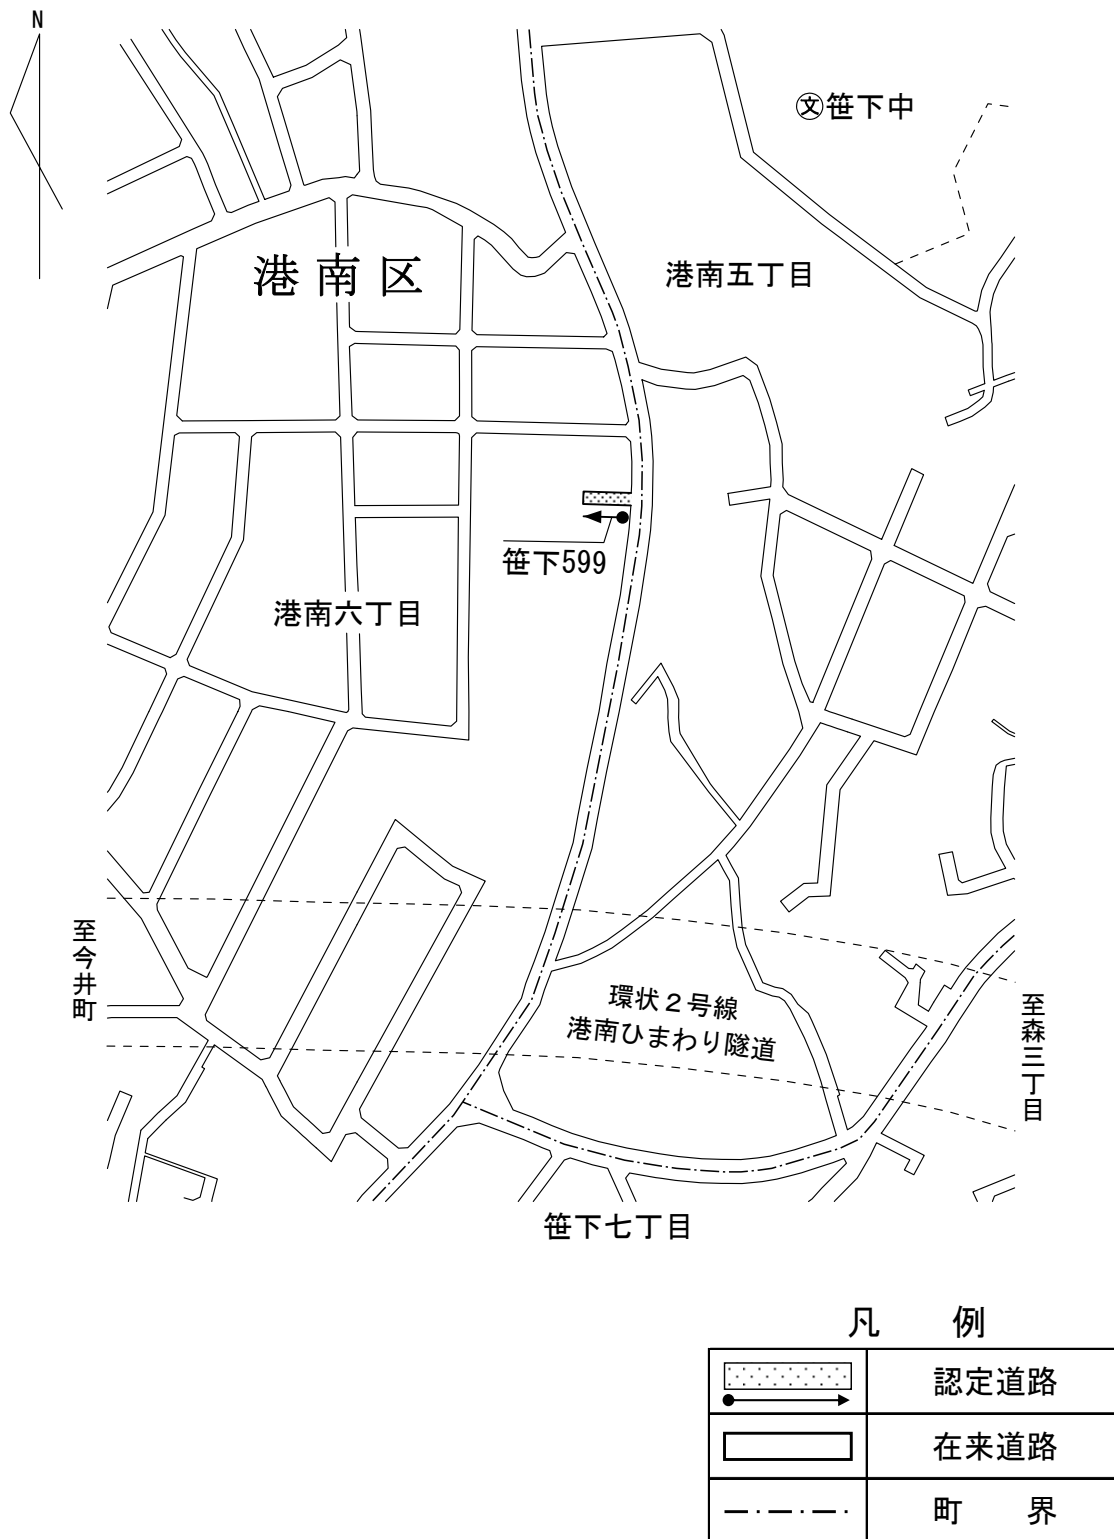 N
㊛笹下中
港南区
港南五丁目
笹下599
港南六丁目
至今井町
環状２号線
港南ひまわり隧道
至森三丁目
笹下七丁目
凡　例
認定道路
在来道路
町　界